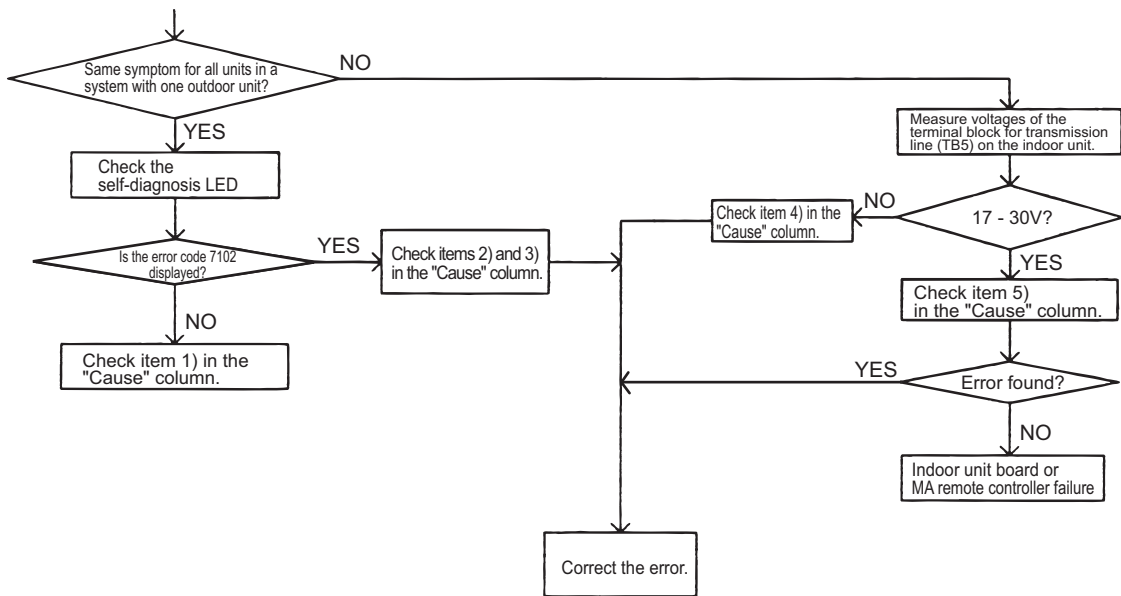 Same symptom for all units in a
system with one outdoor unit?
NO
YES
Measure voltages of the
terminal block for transmission
line (TB5) on the indoor unit.
Check the
self-diagnosis LED
17 - 30V?
NO
Check item 4) in the
"Cause" column.
YES
Is the error code 7102
displayed?
YES
Check items 2) and 3)
in the "Cause" column.
Check item 5)
in the "Cause" column.
NO
Check item 1) in the
"Cause" column.
Error found?
YES
NO
Indoor unit board or
MA remote controller failure
Correct the error.